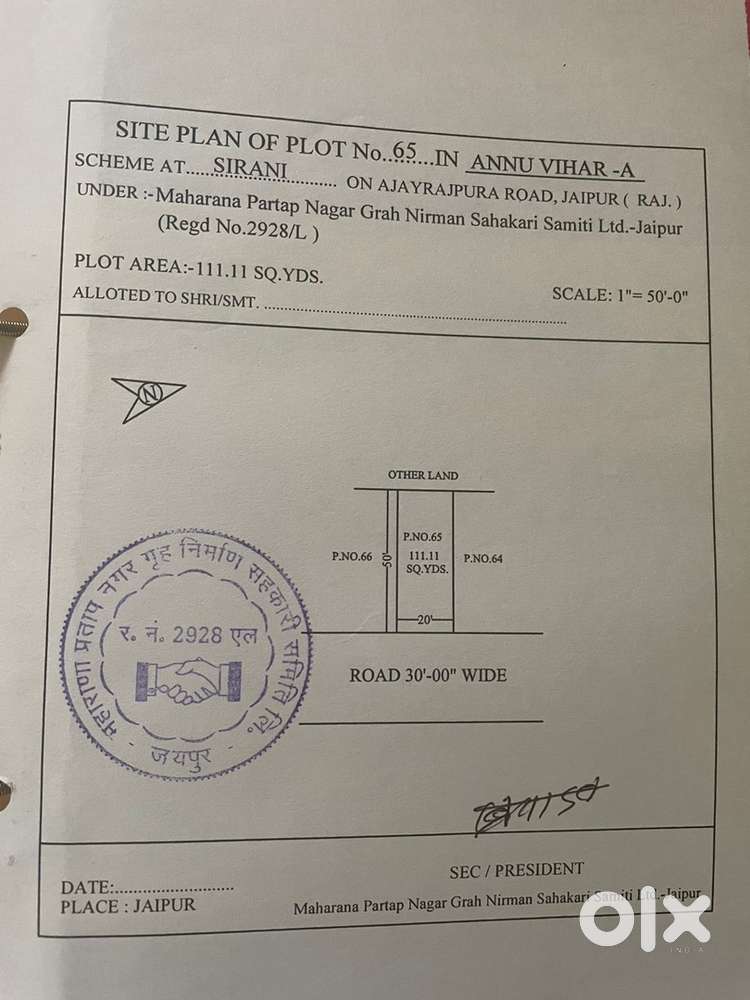 SITE PLAN OF PLOT No..65...IN ANNU VIHAR -A
SCHEME AT.....SIRANI........... ON AJAYRAJPURA ROAD, JAIPUR ( RAJ. )
UNDER :-Maharana Partap Nagar Grah Nirman Sahakari Samiti Ltd.-Jaipur
(Regd No.2928/L )
PLOT AREA:-111.11 SQ.YDS.
SCALE: 1"= 50'-0"
ALLOTED TO SHRI/SMT. ..............................................................
N
OTHER LAND
P.NO.66
50'
P.NO.65
111.11
SQ.YDS.
P.NO.64
20'
ROAD 30'-00" WIDE
महाराणा प्रताप नगर गृह निर्माण सहकारी समिति लि.
र. नं. 2928 एल
- जयपुर -
SEC / PRESIDENT
DATE:..........................
PLACE : JAIPUR
Maharana Partap Nagar Grah Nirman Sahakari Samiti Ltd.-Jaipur
olx
INDIA